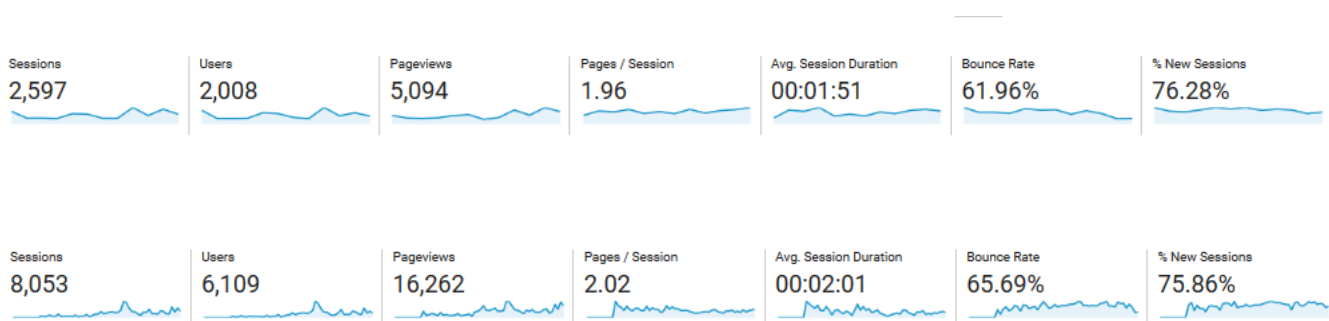 Sessions Users Pageviews Pages / Session Avg. Session Duration Bounce Rate % New Sessions
2,597 2,008 5,094 1.96 00:01:51 61.96% 76.28%
Sessions Users Pageviews Pages / Session Avg. Session Duration Bounce Rate % New Sessions
8,053 6,109 16,262 2.02 00:02:01 65.69% 75.86%